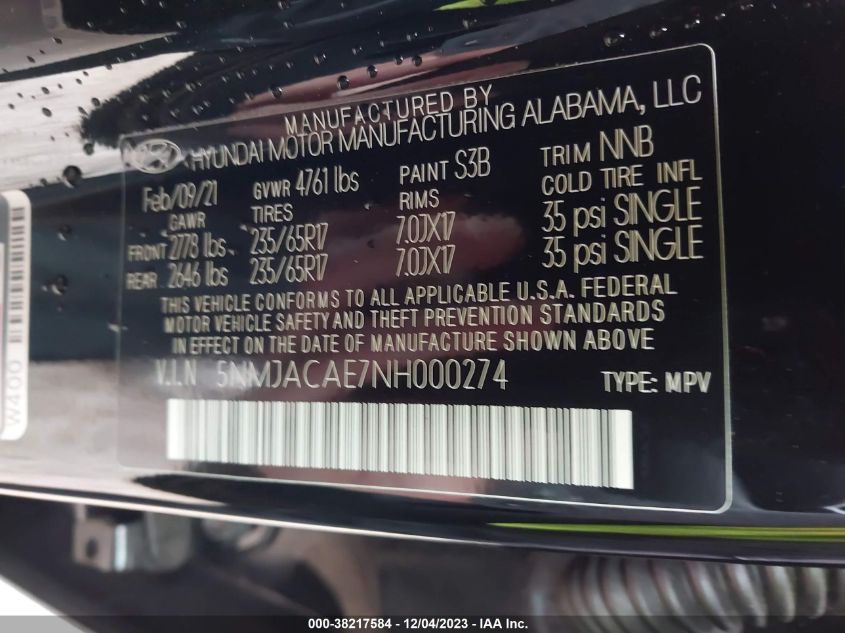 MANUFACTURED BY
HYUNDAI MOTOR MANUFACTURING ALABAMA, LLC
Feb/09/21 GVWR 4761 lbs PAINT S3B TRIM NNB
GAWR TIRES RIMS COLD TIRE INFL
FRONT 2778 lbs 235/65R17 7.0JX17 35 psi SINGLE
REAR 2646 lbs 235/65R17 7.0JX17 35 psi SINGLE
THIS VEHICLE CONFORMS TO ALL APPLICABLE U.S.A. FEDERAL
MOTOR VEHICLE SAFETY AND THEFT PREVENTION STANDARDS
IN EFFECT ON THE DATE OF MANUFACTURE SHOWN ABOVE
V.I.N 5NMJACAE7NH000274 TYPE: MPV
W400
000-38217584 - 12/04/2023 - IAA Inc.